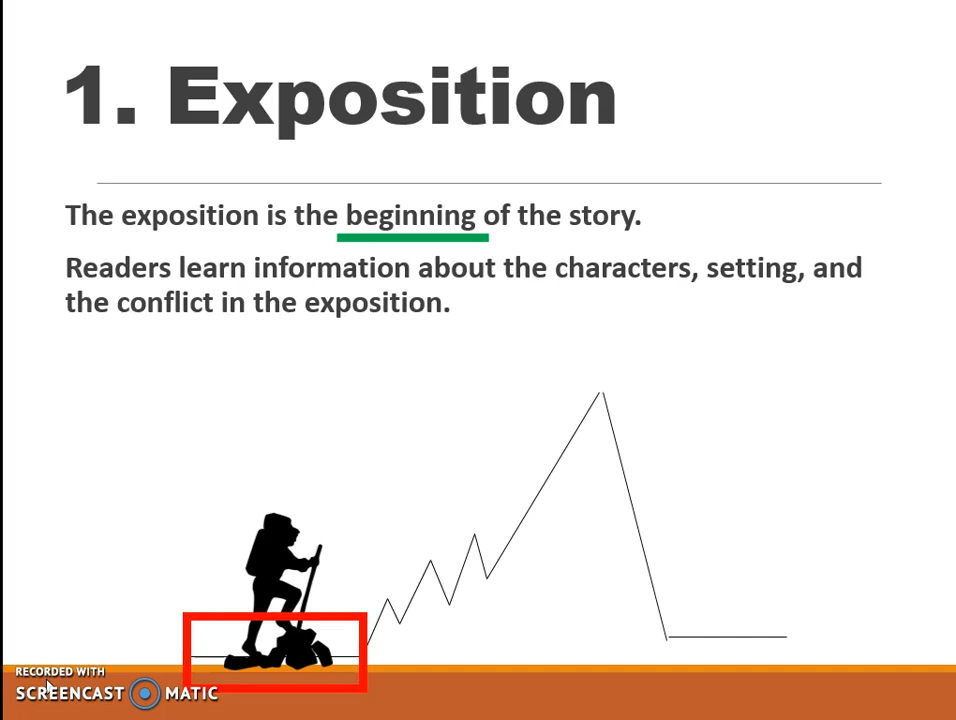 1. Exposition
The exposition is the beginning of the story.
Readers learn information about the characters, setting, and
the conflict in the exposition.
RECORDED WITH
SCREENCAST MATIC